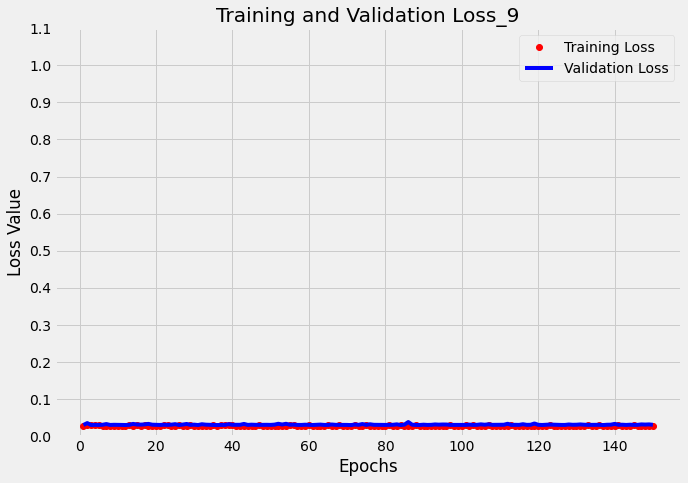 Training and Validation Loss_9
Training Loss
Validation Loss
1.1
1.0
0.9
0.8
0.7
0.6
0.5
0.4
0.3
0.2
0.1
0.0
Loss Value
0 20 40 60 80 100 120 140
Epochs